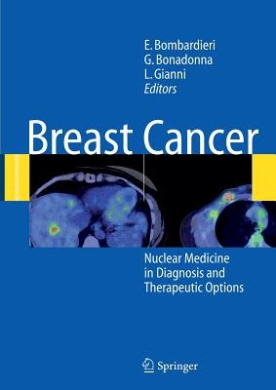 E. Bombardieri
G. Bonadonna
L. Gianni
Editors
Breast Cancer
Nuclear Medicine
in Diagnosis and
Therapeutic Options
Springer